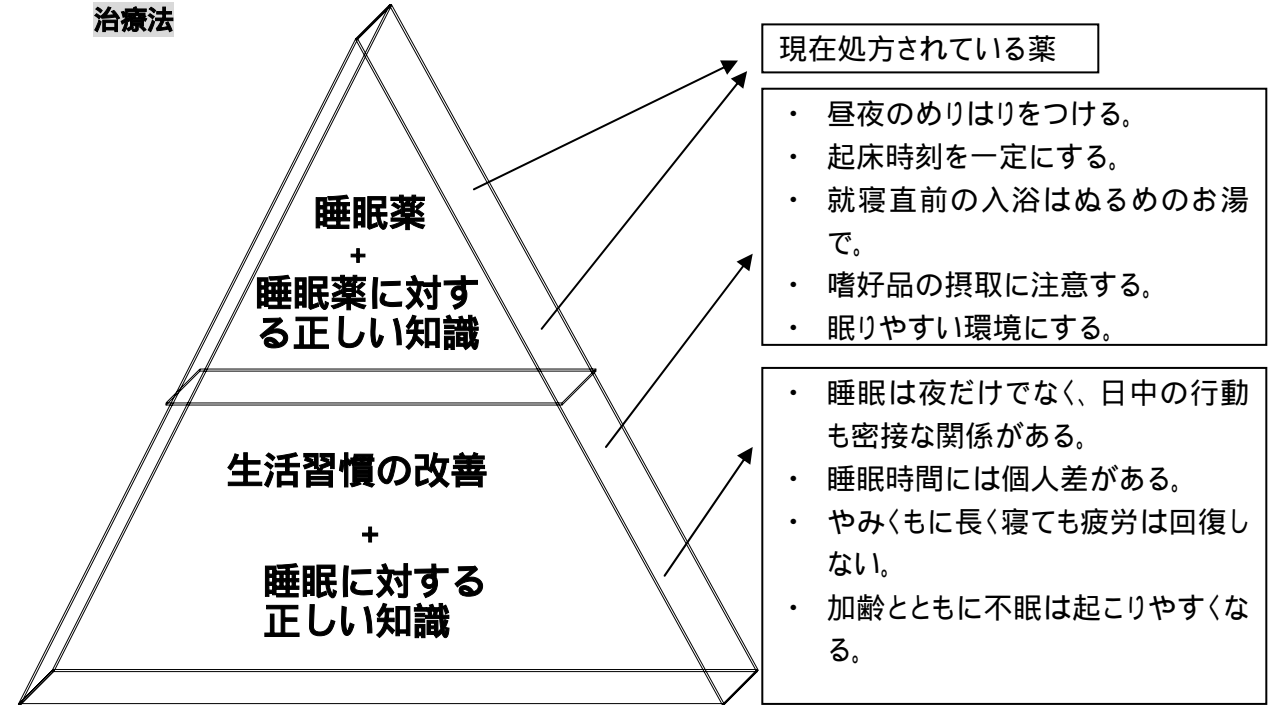 治療法
睡眠薬
+
睡眠薬に対す
る正しい知識
生活習慣の改善
+
睡眠に対する
正しい知識
現在処方されている薬
・ 昼夜のめりはりをつける。
・ 起床時刻を一定にする。
・ 就寝直前の入浴はぬるめのお湯
で。
・ 嗜好品の摂取に注意する。
・ 眠りやすい環境にする。
・ 睡眠は夜だけでなく、日中の行動
も密接な関係がある。
・ 睡眠時間には個人差がある。
・ やみくもに長く寝ても疲労は回復し
ない。
・ 加齢とともに不眠は起こりやすくな
る。